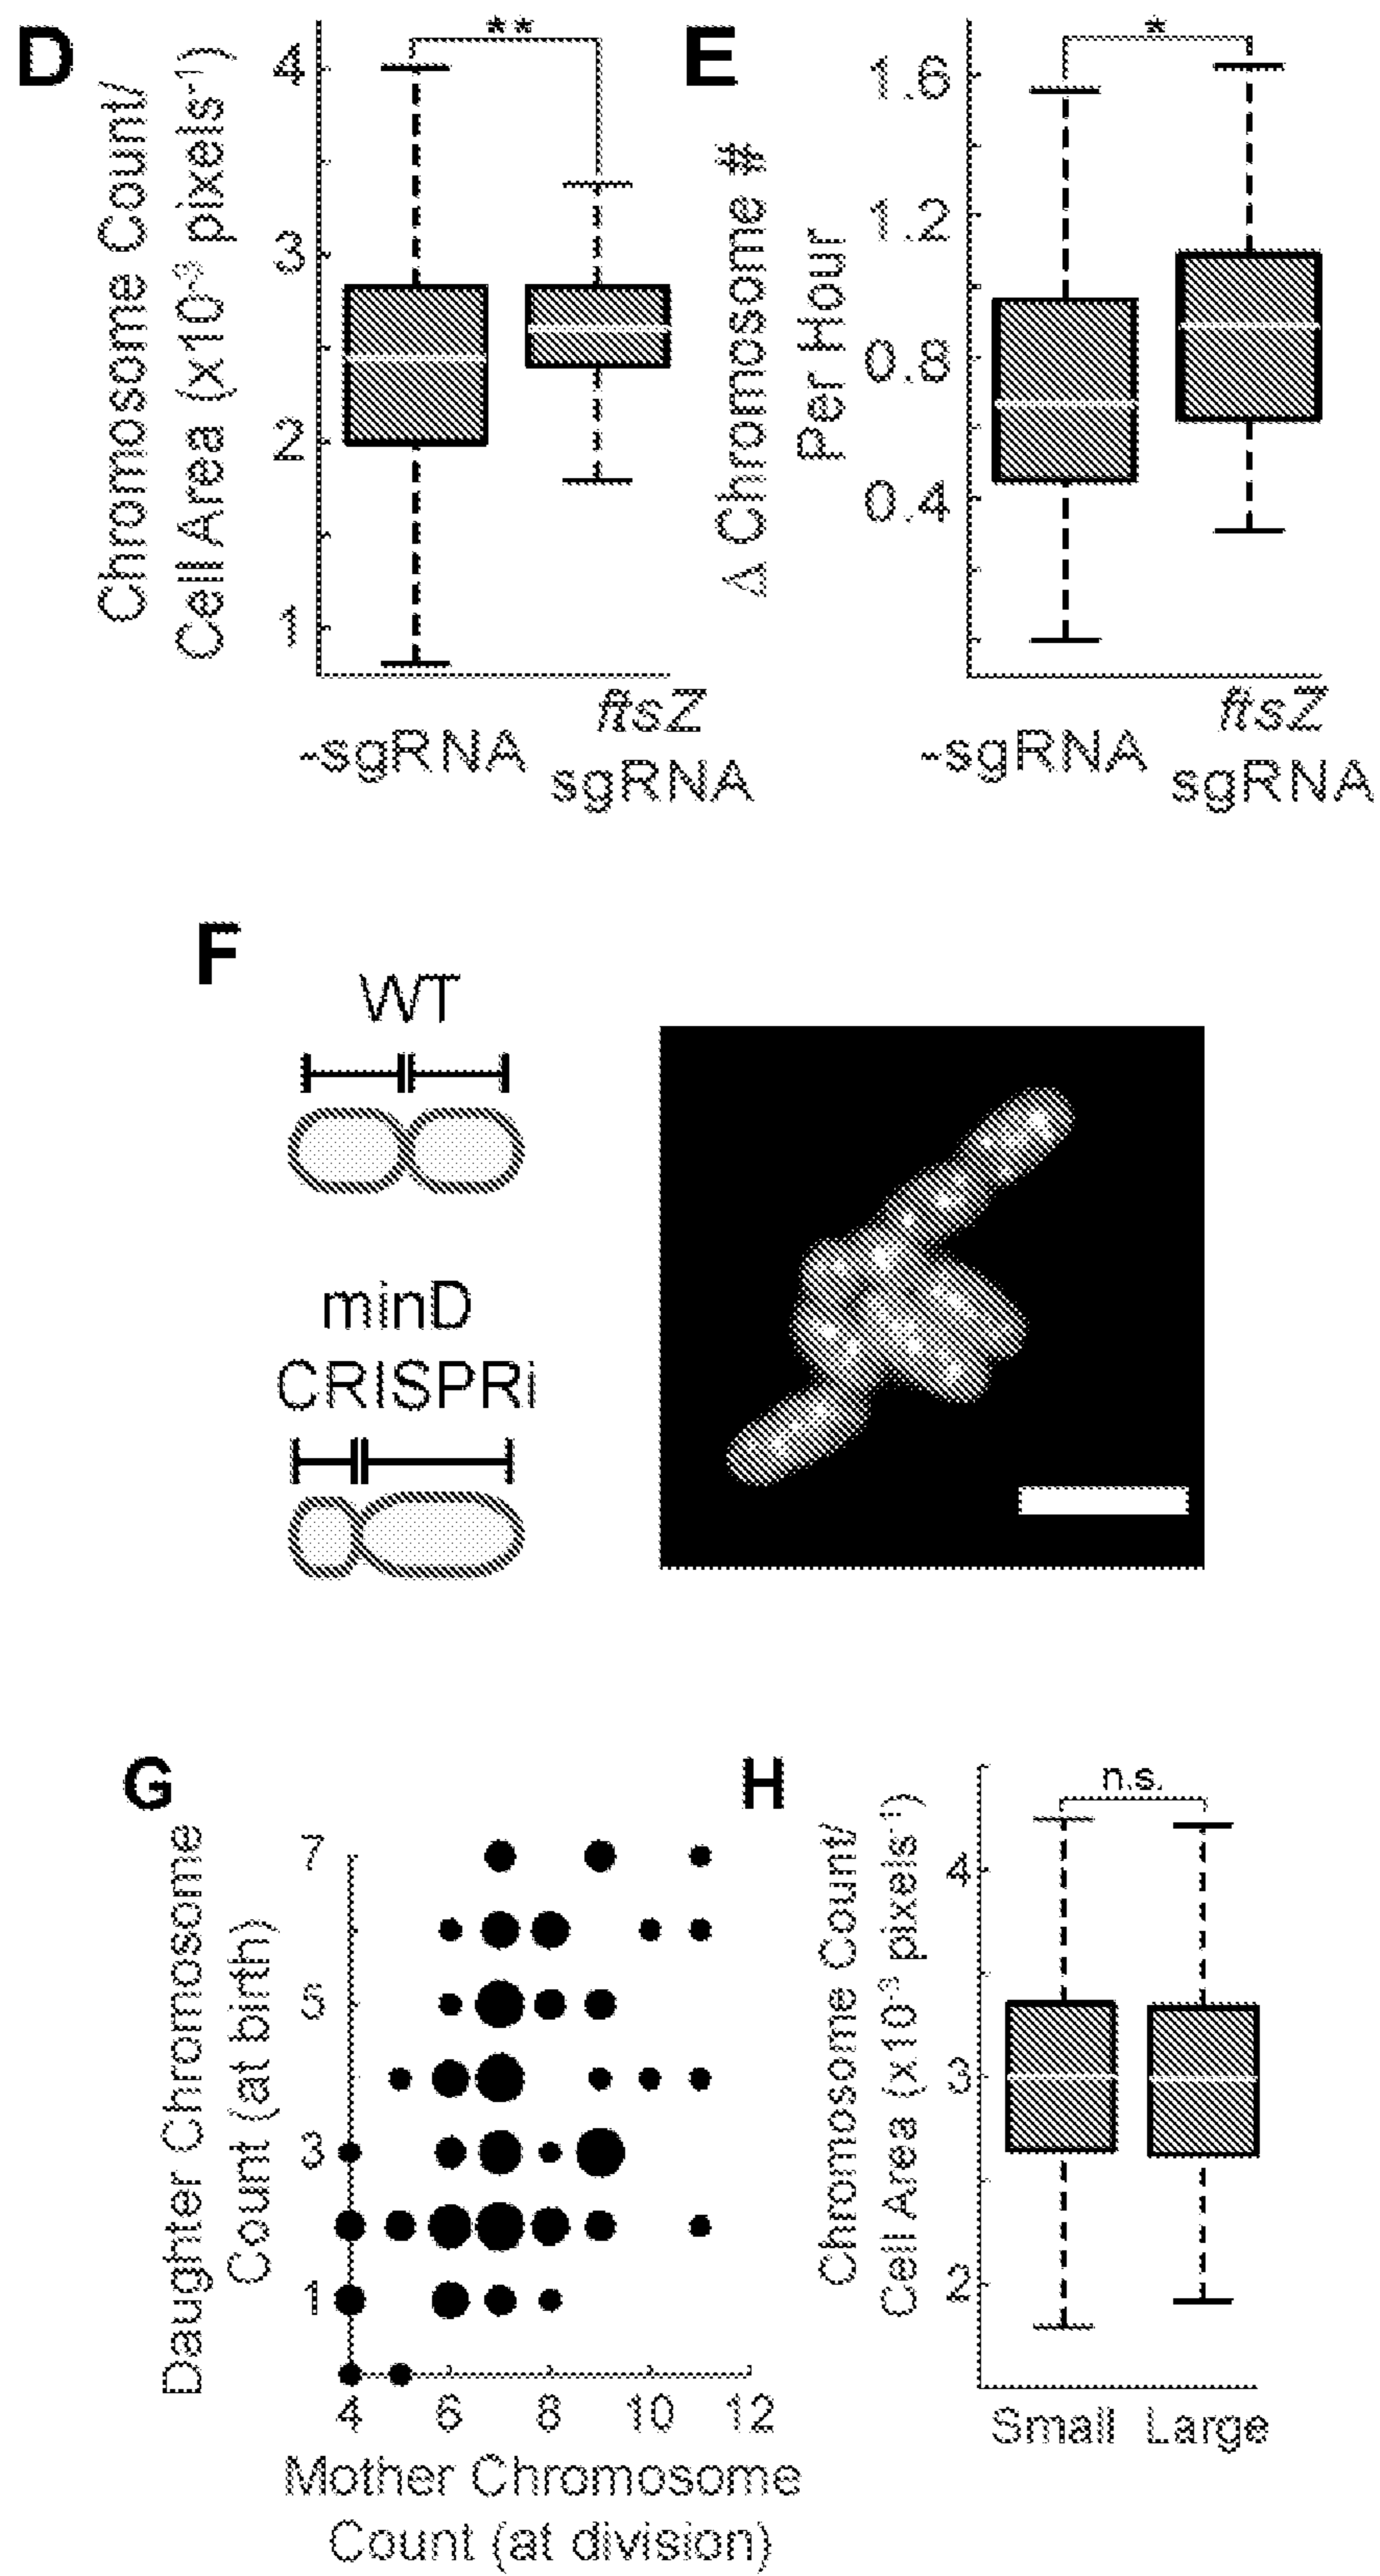 D
Chromosome Count/
Cell Area (x10-3 pixels-1)
4
3
2
1
**
-sgRNA
ftsZ
sgRNA
E
Δ Chromosome #
Per Hour
1.6
1.2
0.8
0.4
*
-sgRNA
ftsZ
sgRNA
F
WT
minD
CRISPRi
G
Daughter Chromosome
Count (at birth)
7
5
3
1
4 6 8 10 12
Mother Chromosome
Count (at division)
H
Chromosome Count/
Cell Area (x10-3 pixels-1)
4
3
2
n.s.
Small Large